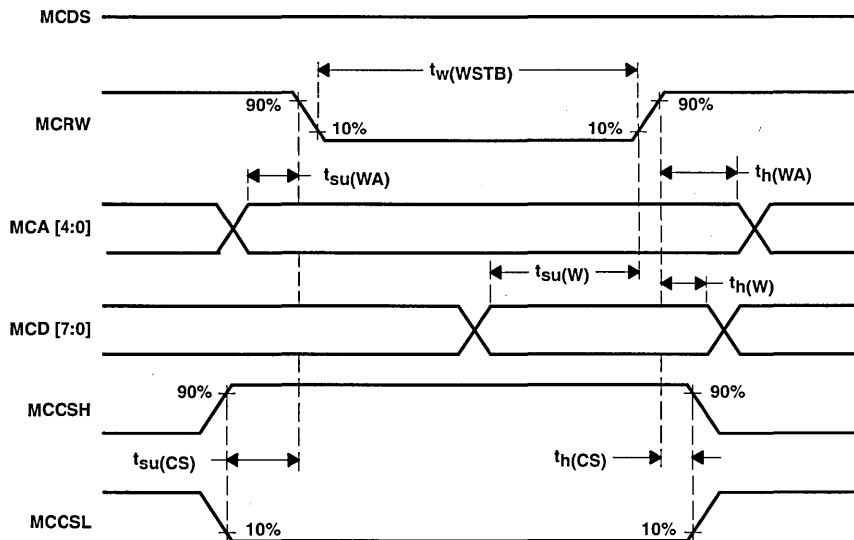 MCDS
tw(WSTB)
90%
90%
MCRW
10%
10%
tsu(WA)
th(WA)
MCA [4:0]
tsu(W)
th(W)
MCD [7:0]
90%
90%
MCCSH
tsu(CS)
th(CS)
MCCSL
10%
10%